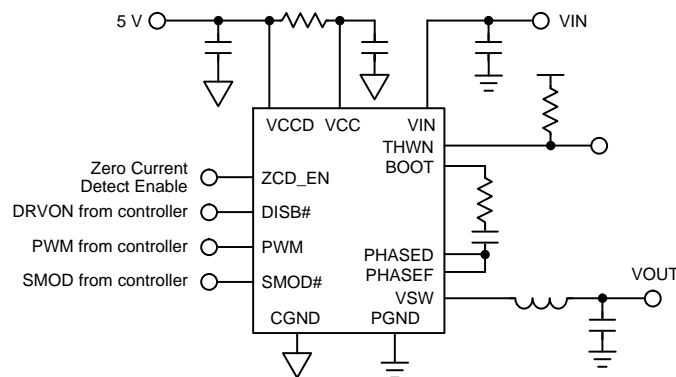 5 V
VIN
VCCD
VCC
VIN
THWN
BOOT
Zero Current
Detect Enable
ZCD_EN
DRVON from controller
DISB#
PWM from controller
PWM
PHASED
PHASEF
SMOD from controller
SMOD#
VSW
VOUT
CGND
PGND